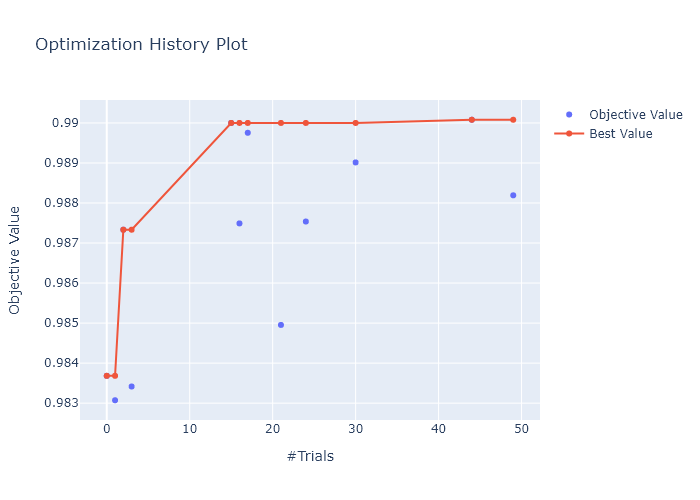 Optimization History Plot
Objective Value
Best Value
0.99
0.989
0.988
0.987
0.986
0.985
0.984
0.983
Objective Value
0
10
20
30
40
50
#Trials